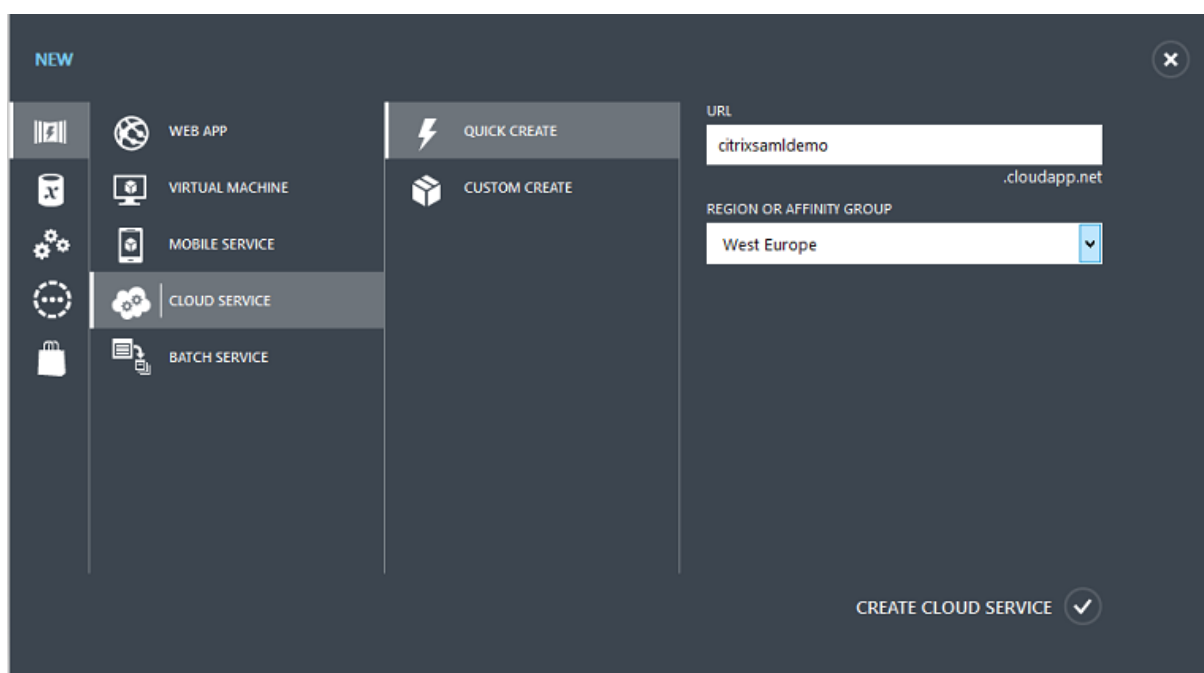 NEW
WEB APP
VIRTUAL MACHINE
MOBILE SERVICE
CLOUD SERVICE
BATCH SERVICE
QUICK CREATE
CUSTOM CREATE
URL
citrixsamldemo
.cloudapp.net
REGION OR AFFINITY GROUP
West Europe
CREATE CLOUD SERVICE